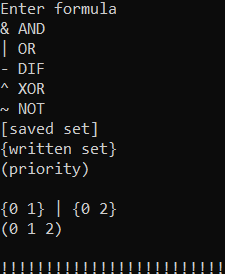 Enter formula
& AND
| OR
- DIF
^ XOR
~ NOT
[saved set]
{written set}
(priority)
{0 1} | {0 2}
(0 1 2)
!!!!!!!!!!!!!!!!!!!!!!!!!